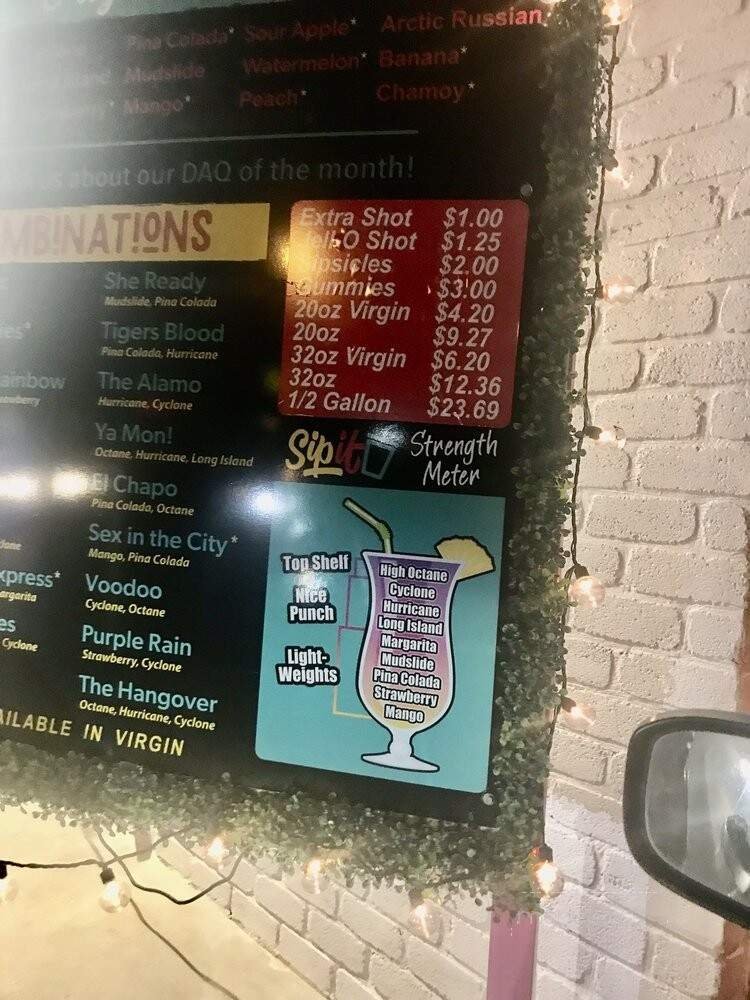 Pina Colada* Sour Apple* Arctic Russian
Mudslide Watermelon* Banana*
Mango* Peach* Chamoy*
about our DAQ of the month!
MB!NAT!ONS
She Ready
Mudslide, Pina Colada
Tigers Blood
Pina Colada, Hurricane
The Alamo
Hurricane, Cyclone
Ya Mon!
Octane, Hurricane, Long Island
El Chapo
Pina Colada, Octane
Sex in the City*
Mango, Pina Colada
Voodoo
Cyclone, Octane
Cyclone
Purple Rain
Strawberry, Cyclone
The Hangover
Octane, Hurricane, Cyclone
IN VIRGIN
Extra Shot $1.00
O Shot $1.25
$2.00
Gummies $3.00
20oz Virgin $4.20
20oz $9.27
32oz Virgin $6.20
32oz $12.36
1/2 Gallon $23.69
Sip it Strength
Meter
Top Shelf
Nice
Punch
Light-
Weights
High Octane
Cyclone
Hurricane
Long Island
Margarita
Mudslide
Pina Colada
Strawberry
Mango